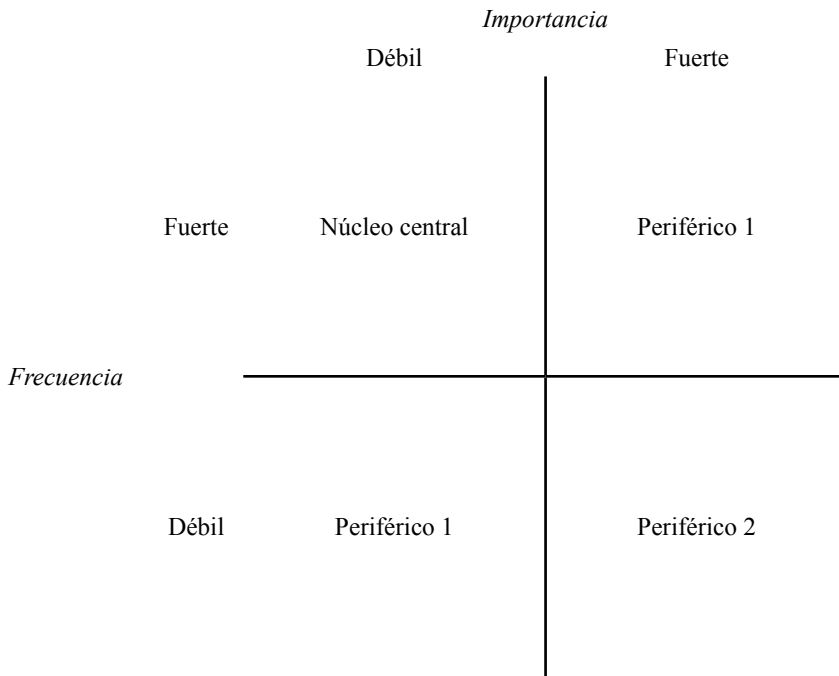 Importancia
Débil Fuerte
Fuerte Núcleo central Periférico 1
Frecuencia
Débil Periférico 1 Periférico 2